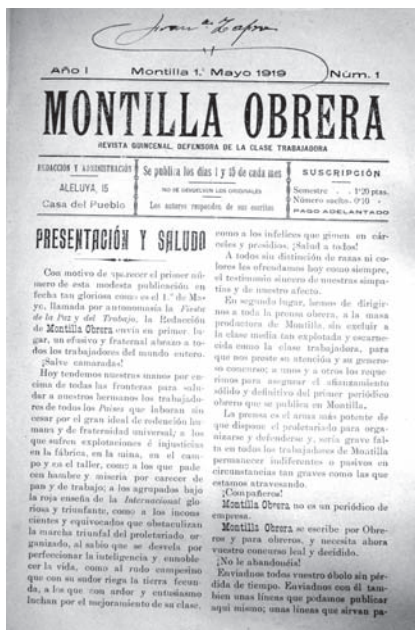 Juan de Zafra
Año I
Montilla 1.º Mayo 1919
Núm. 1
MONTILLA OBRERA
REVISTA QUINCENAL, DEFENSORA DE LA CLASE TRABAJADORA
REDACCIÓN Y ADMINISTRACIÓN
ALELUYA, 15
Casa del Pueblo
Se publica los días 1 y 15 de cada mes
NO SE DEVUELVEN LOS ORIGINALES
Los autores responden de sus escritos
SUSCRIPCIÓN
Semestre . . 1'20 ptas.
Número suelto. 0'10 »
PAGO ADELANTADO
PRESENTACIÓN Y SALUDO
Con motivo de aparecer el primer nú-
mero de esta modesta publicación en
fecha tan gloriosa como es el 1.º de Ma-
yo, llamada por antonomasia la Fiesta
de la Paz y del Trabajo, la Redacción
de Montilla Obrera envía en primer lu-
gar, un efusivo y fraternal abrazo a to-
dos los trabajadores del mundo entero.
¡Salve camaradas!
Hoy tendemos nuestras manos por en-
cima de todas las fronteras para salu-
dar a nuestros hermanos los trabajado-
res de todos los Países que laboran sin
cesar por el gran ideal de redención hu-
mana y de fraternidad universal; a los
que sufren explotaciones é injusticias
en la fábrica, en la mina, en el cam-
po y en el taller, como a los que pade-
cen hambre y miseria por carecer de
pan y de trabajo; a los agrupados bajo
la roja enseña de la Internacional glo-
riosa y triunfante, como a los incons
cientes y equivocados que obstaculizan
la marcha triunfal del proletariado or-
ganizado, al sabio que se desvela por
perfeccionar la inteligencia y ennoble-
cer la vida, como al rudo campesino
que con su sudor riega la tierra fecun-
da, a los que con ardor y entusiasmo
luchan por el mejoramiento de su clase,
como a los infelices que gimen en cár-
celes y presidios, ¡Salud a todos!
A todos sin distinción de razas ni co-
lores las ofrendamos hoy como siempre,
el testimonio sincero de nuestras simpa-
tías y de nuestro afecto.
En segundo lugar, hemos de dirigir-
nos a toda la prensa obrera, a la masa
productora de Montilla, sin excluir a
la clase media tan explotada y escarne-
cida como la clase trabajadora, para
que nos preste su atención y su genero-
so concurso; a unos y a otros los reque-
rimos para asegurar el afianzamiento
sólido y definitivo del primer periódico
obrero que se publica en Montilla.
La prensa es el arma más potente de
que dispone el proletariado para orga-
nizarse y defenderse y, sería grave fal-
ta en todos los trabajadores de Montilla
permanecer indiferentes o pasivos en
circunstancias tan graves como las que
estamos atravesando.
¡Compañeros!
Montilla Obrera no es un periódico de
empresa.
Montilla Obrera se escribe por Obre-
ros y para obreros, y necesita ahora
vuestro concurso leal y decidido.
¡No le abandonéis!
Enviadnos todos vuestro óbolo sin pér-
dida de tiempo. Enviadnos con él tam-
bien unas líneas que podamos publicar
aquí mismo; unas líneas que sirvan pa-